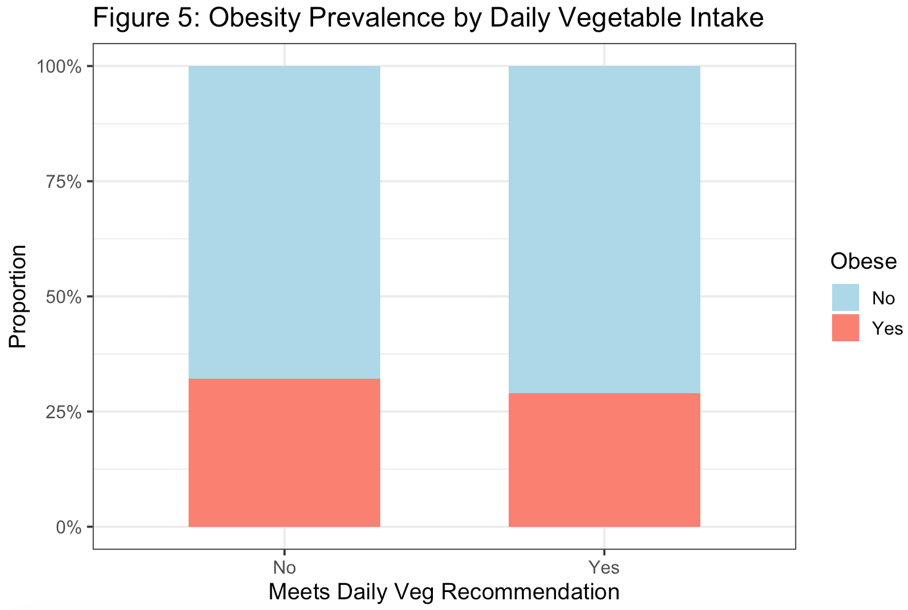 Figure 5: Obesity Prevalence by Daily Vegetable Intake
100%
75%
50%
25%
0%
Proportion
No
Yes
Meets Daily Veg Recommendation
Obese
No
Yes